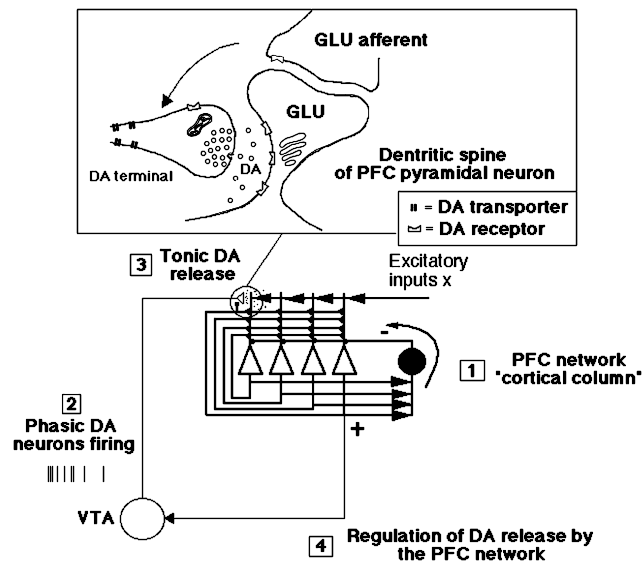 GLU afferent
GLU
DA
DA terminal
Dentritic spine
of PFC pyramidal neuron
= DA transporter
= DA receptor
3 Tonic DA
release
Excitatory
inputs x
-
1 PFC network
"cortical column"
2
Phasic DA
neurons firing
+
VTA
4 Regulation of DA release by
the PFC network